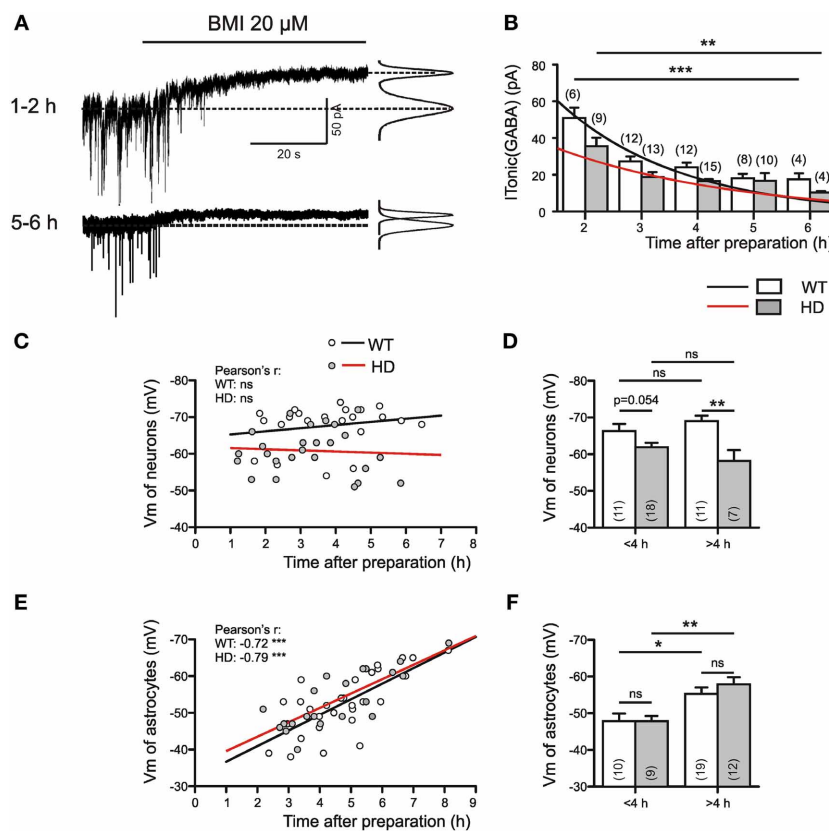 A
BMI 20 µM
1-2 h
50 pA
20 s
5-6 h
B
**
***
ITonic(GABA) (pA)
80
60
40
20
0
(6)
(9)
(12)
(13)
(12)
(15)
(8)
(10)
(4)
(4)
2 3 4 5 6
Time after preparation (h)
WT
HD
C
WT
HD
Pearson's r:
WT: ns
HD: ns
Vm of neurons (mV)
-80
-70
-60
-50
-40
0 1 2 3 4 5 6 7 8
Time after preparation (h)
D
ns
ns
p=0.054
**
Vm of neurons (mV)
-80
-70
-60
-50
-40
(11)
(18)
(11)
(7)
<4 h >4 h
E
Pearson's r:
WT: -0.72 ***
HD: -0.79 ***
Vm of astrocytes (mV)
-70
-60
-50
-40
-30
0 1 2 3 4 5 6 7 8 9
Time after preparation (h)
F
**
*
ns
ns
Vm of astrocytes (mV)
-70
-60
-50
-40
-30
(10)
(9)
(19)
(12)
<4 h >4 h